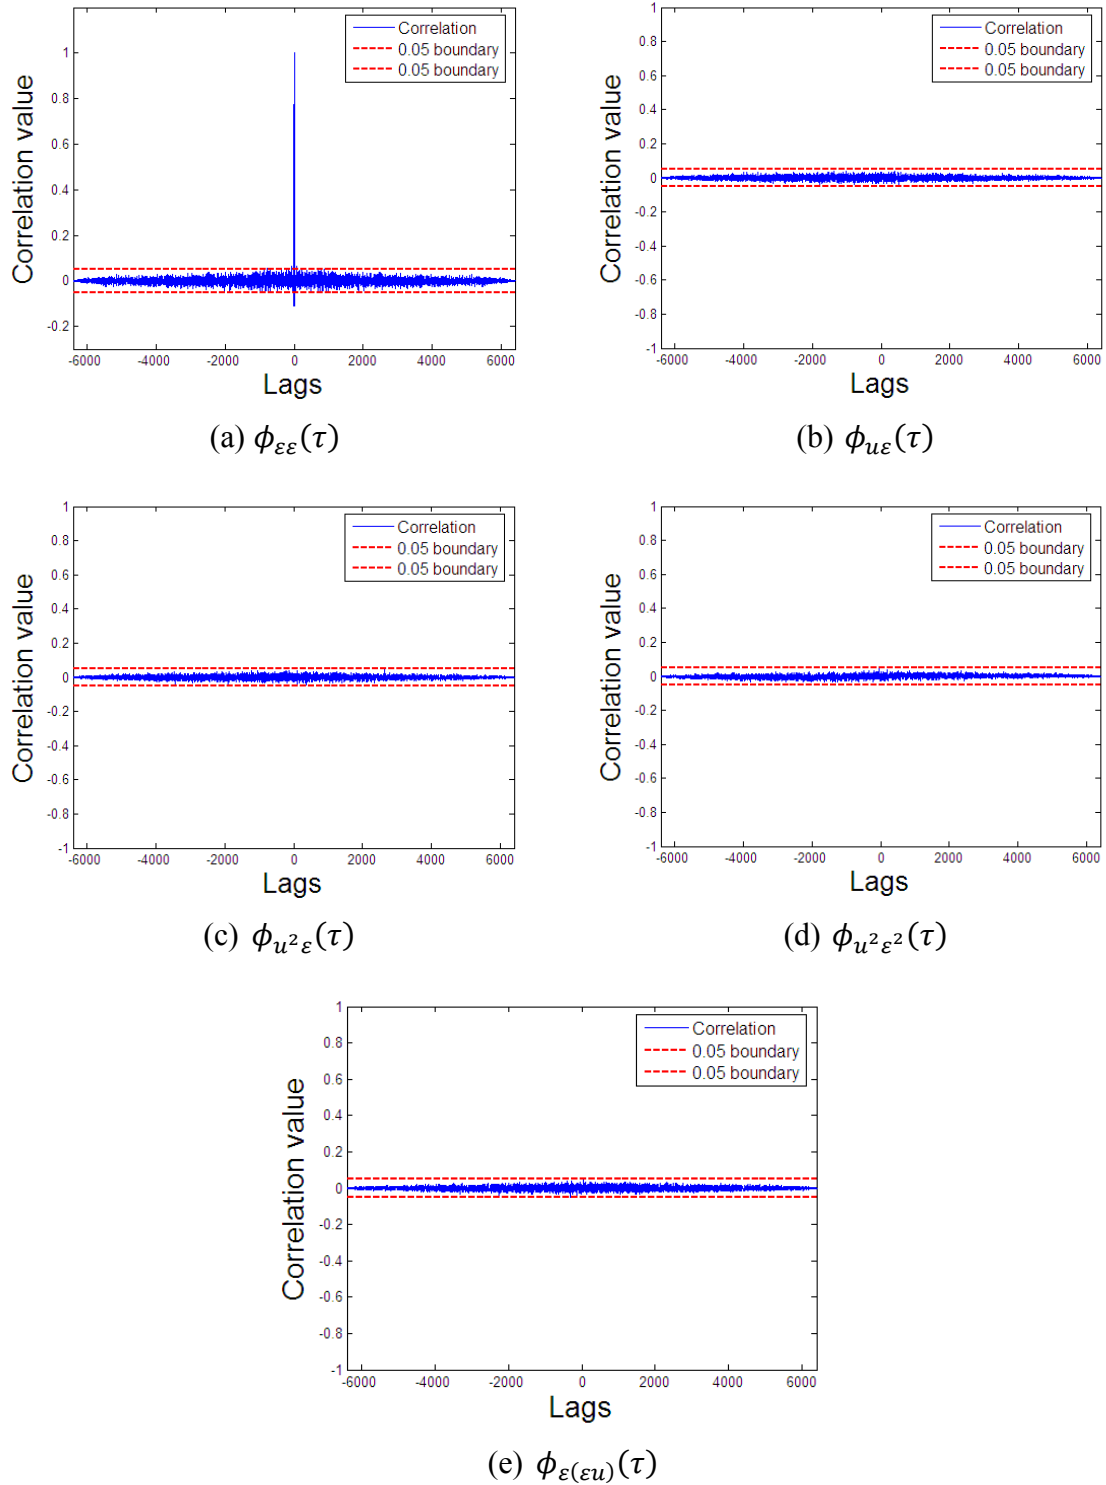 Correlation
0.05 boundary
0.05 boundary
Correlation value
1
0.8
0.6
0.4
0.2
0
-0.2
-6000 -4000 -2000 0 2000 4000 6000
Lags
(a) ϕεε(τ)
Correlation
0.05 boundary
0.05 boundary
Correlation value
1
0.8
0.6
0.4
0.2
0
-0.2
-0.4
-0.6
-0.8
-1
-6000 -4000 -2000 0 2000 4000 6000
Lags
(b) ϕuε(τ)
Correlation
0.05 boundary
0.05 boundary
Correlation value
1
0.8
0.6
0.4
0.2
0
-0.2
-0.4
-0.6
-0.8
-1
-6000 -4000 -2000 0 2000 4000 6000
Lags
(c) ϕu²ε(τ)
Correlation
0.05 boundary
0.05 boundary
Correlation value
1
0.8
0.6
0.4
0.2
0
-0.2
-0.4
-0.6
-0.8
-1
-6000 -4000 -2000 0 2000 4000 6000
Lags
(d) ϕu²ε²(τ)
Correlation
0.05 boundary
0.05 boundary
Correlation value
1
0.8
0.6
0.4
0.2
0
-0.2
-0.4
-0.6
-0.8
-1
-6000 -4000 -2000 0 2000 4000 6000
Lags
(e) ϕε(εu)(τ)